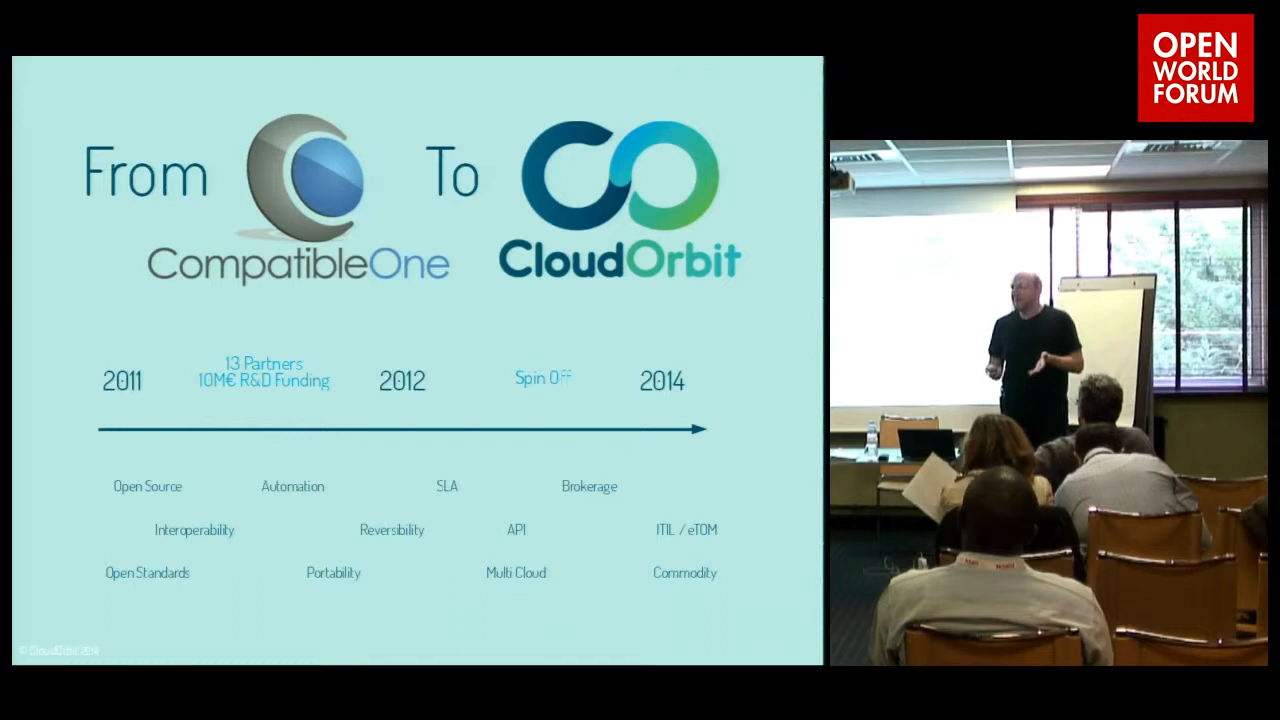 OPEN
WORLD
FORUM
From
CompatibleOne
To
CloudOrbit
2011
13 Partners
10M€ R&D Funding
2012
Spin Off
2014
Open Source
Automation
SLA
Brokerage
Interoperability
Reversibility
API
ITIL / eTOM
Open Standards
Portability
Multi Cloud
Commodity
© CloudOrbit 2014